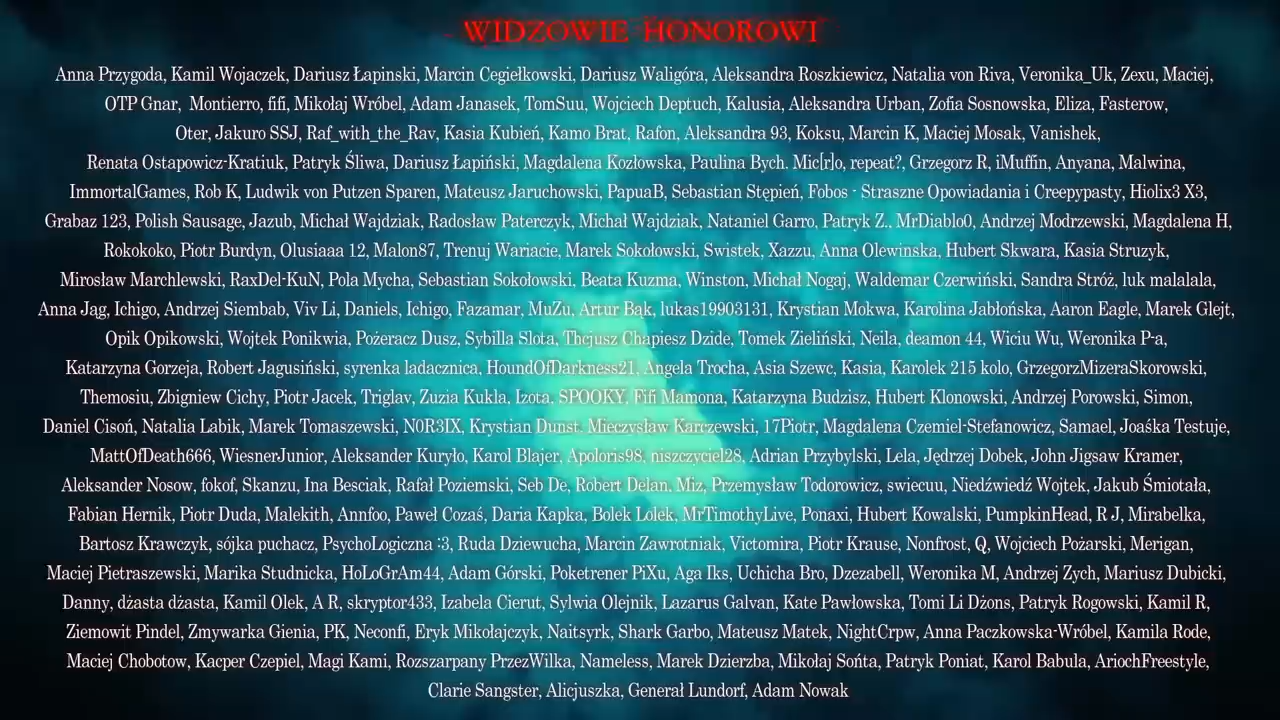 WIDZOWIE HONOROWI
Anna Przygoda, Kamil Wojaczek, Dariusz Łapinski, Marcin Cegiełkowski, Dariusz Waligóra, Aleksandra Roszkiewicz, Natalia von Riva, Veronika_Uk, Zexu, Maciej,
OTP Gnar, Montierro, fifi, Mikołaj Wróbel, Adam Janasek, TomSuu, Wojciech Deptuch, Kalusia, Aleksandra Urban, Zofia Sosnowska, Eliza, Fasterow,
Oter, Jakuro SSJ, Raf_with_the_Rav, Kasia Kubień, Kamo Brat, Rafon, Aleksandra 93, Koksu, Marcin K, Maciej Mosak, Vanishek,
Renata Ostapowicz-Kratiuk, Patryk Śliwa, Dariusz Łapiński, Magdalena Kozłowska, Paulina Bych. Mic[r]o, repeat?, Grzegorz R, iMuffin, Anyana, Malwina,
ImmortalGames, Rob K, Ludwik von Putzen Sparen, Mateusz Jaruchowski, PapuaB, Sebastian Stępień, Fobos - Straszne Opowiadania i Creepypasty, Hiolix3 X3,
Grabaz 123, Polish Sausage, Jazub, Michał Wajdziak, Radosław Paterczyk, Michał Wajdziak, Nataniel Garro, Patryk Z., MrDiablo0, Andrzej Modrzewski, Magdalena H,
Rokokoko, Piotr Burdyn, Olusiaaa 12, Malon87, Trenuj Wariacie, Marek Sokołowski, Swistek, Xazzu, Anna Olewinska, Hubert Skwara, Kasia Struzyk,
Mirosław Marchlewski, RaxDel-KuN, Pola Mycha, Sebastian Sokołowski, Beata Kuzma, Winston, Michał Nogaj, Waldemar Czerwiński, Sandra Stróż, luk malalala,
Anna Jag, Ichigo, Andrzej Siembab, Viv Li, Daniels, Ichigo, Fazamar, MuZu, Artur Bąk, lukas19903131, Krystian Mokwa, Karolina Jabłońska, Aaron Eagle, Marek Glejt,
Opik Opikowski, Wojtek Ponikwia, Pożeracz Dusz, Sybilla Slota, Thcjusz Chapiesz Dzide, Tomek Zieliński, Neila, deamon 44, Wiciu Wu, Weronika P-a,
Katarzyna Gorzeja, Robert Jagusiński, syrenka ladacznica, HoundOfDarkness21, Angela Trocha, Asia Szewc, Kasia, Karolek 215 kolo, GrzegorzMizeraSkorowski,
Themosiu, Zbigniew Cichy, Piotr Jacek, Triglav, Zuzia Kukla, Izota, SPOOKY, Fifi Mamona, Katarzyna Budzisz, Hubert Klonowski, Andrzej Porowski, Simon,
Daniel Cisoń, Natalia Łabik, Marek Tomaszewski, N0R3IX, Krystian Dunst, Mieczysław Karczewski, 17Piotr, Magdalena Czemiel-Stefanowicz, Samael, Joaśka Testuje,
MattOfDeath666, WiesnerJunior, Aleksander Kuryło, Karol Blajer, Apoloris98, niszczyciel28, Adrian Przybylski, Lela, Jędrzej Dobek, John Jigsaw Kramer,
Aleksander Nosow, fokof, Skanzu, Ina Besciak, Rafał Poziemski, Seb De, Robert Delan, Miz, Przemysław Todorowicz, swiecuu, Niedźwiedź Wojtek, Jakub Śmiotała,
Fabian Hernik, Piotr Duda, Malekith, Annfoo, Paweł Cozaś, Daria Kapka, Bolek Lolek, MrTimothyLive, Ponaxi, Hubert Kowalski, PumpkinHead, R J, Mirabelka,
Bartosz Krawczyk, sójka puchacz, PsychoLogiczna :3, Ruda Dziewucha, Marcin Zawrotniak, Victomira, Piotr Krause, Nonfrost, Q, Wojciech Pożarski, Merigan,
Maciej Pietraszewski, Marika Studnicka, HoLoGrAm44, Adam Górski, Poketrener PiXu, Aga Iks, Uchicha Bro, Dzezabell, Weronika M, Andrzej Zych, Mariusz Dubicki,
Danny, dżasta dżasta, Kamil Olek, A R, skryptor433, Izabela Cierut, Sylwia Olejnik, Lazarus Galvan, Kate Pawłowska, Tomi Li Dżons, Patryk Rogowski, Kamil R,
Ziemowit Pindel, Zmywarka Gienia, PK, Neconfi, Eryk Mikołajczyk, Naitsyrk, Shark Garbo, Mateusz Matek, NightCrpw, Anna Paczkowska-Wróbel, Kamila Rode,
Maciej Chobotow, Kacper Czepiel, Magi Kami, Rozszarpany PrzezWilka, Nameless, Marek Dzierzba, Mikołaj Sońta, Patryk Poniat, Karol Babula, AriochFreestyle,
Clarie Sangster, Alicjuszka, Generał Lundorf, Adam Nowak